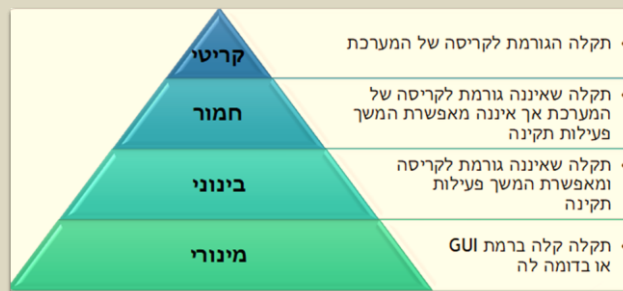 קריטי
תקלה הגורמת לקריסה של המערכת
חמור
תקלה שאיננה גורמת לקריסה של
המערכת אך איננה מאפשרת המשך
פעילות תקינה
בינוני
תקלה שאיננה גורמת לקריסה
ומאפשרת המשך פעילות
תקינה
מינורי
תקלה קלה ברמת GUI
או בדומה לה